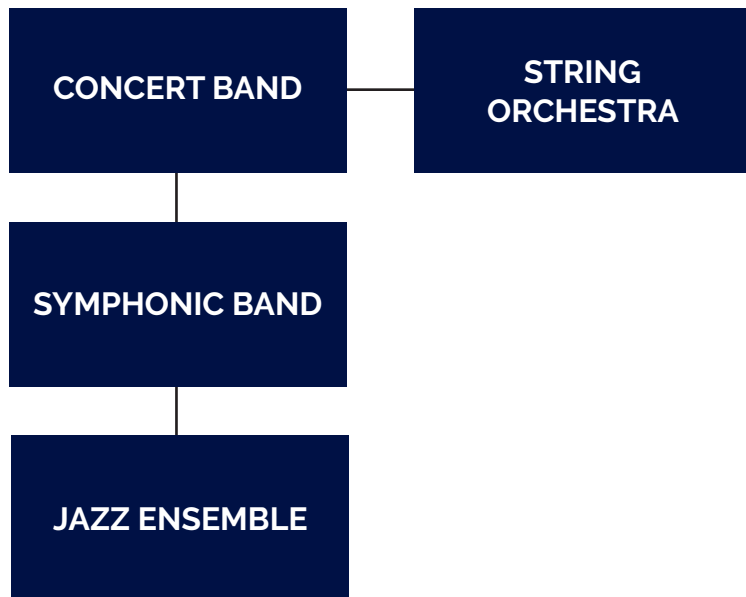 CONCERT BAND
STRING
ORCHESTRA
SYMPHONIC BAND
JAZZ ENSEMBLE